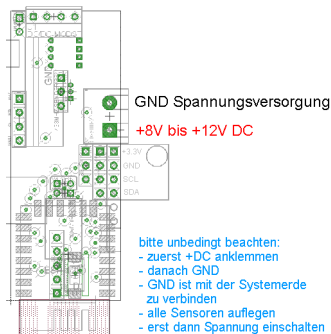 GND
GND Spannungsversorgung
+8V bis +12V DC
+3.3V
GND
SCL
SDA
bitte unbedingt beachten:
- zuerst +DC anklemmen
- danach GND
- GND ist mit der Systemerde
zu verbinden
- alle Sensoren auflegen
- erst dann Spannung einschalten